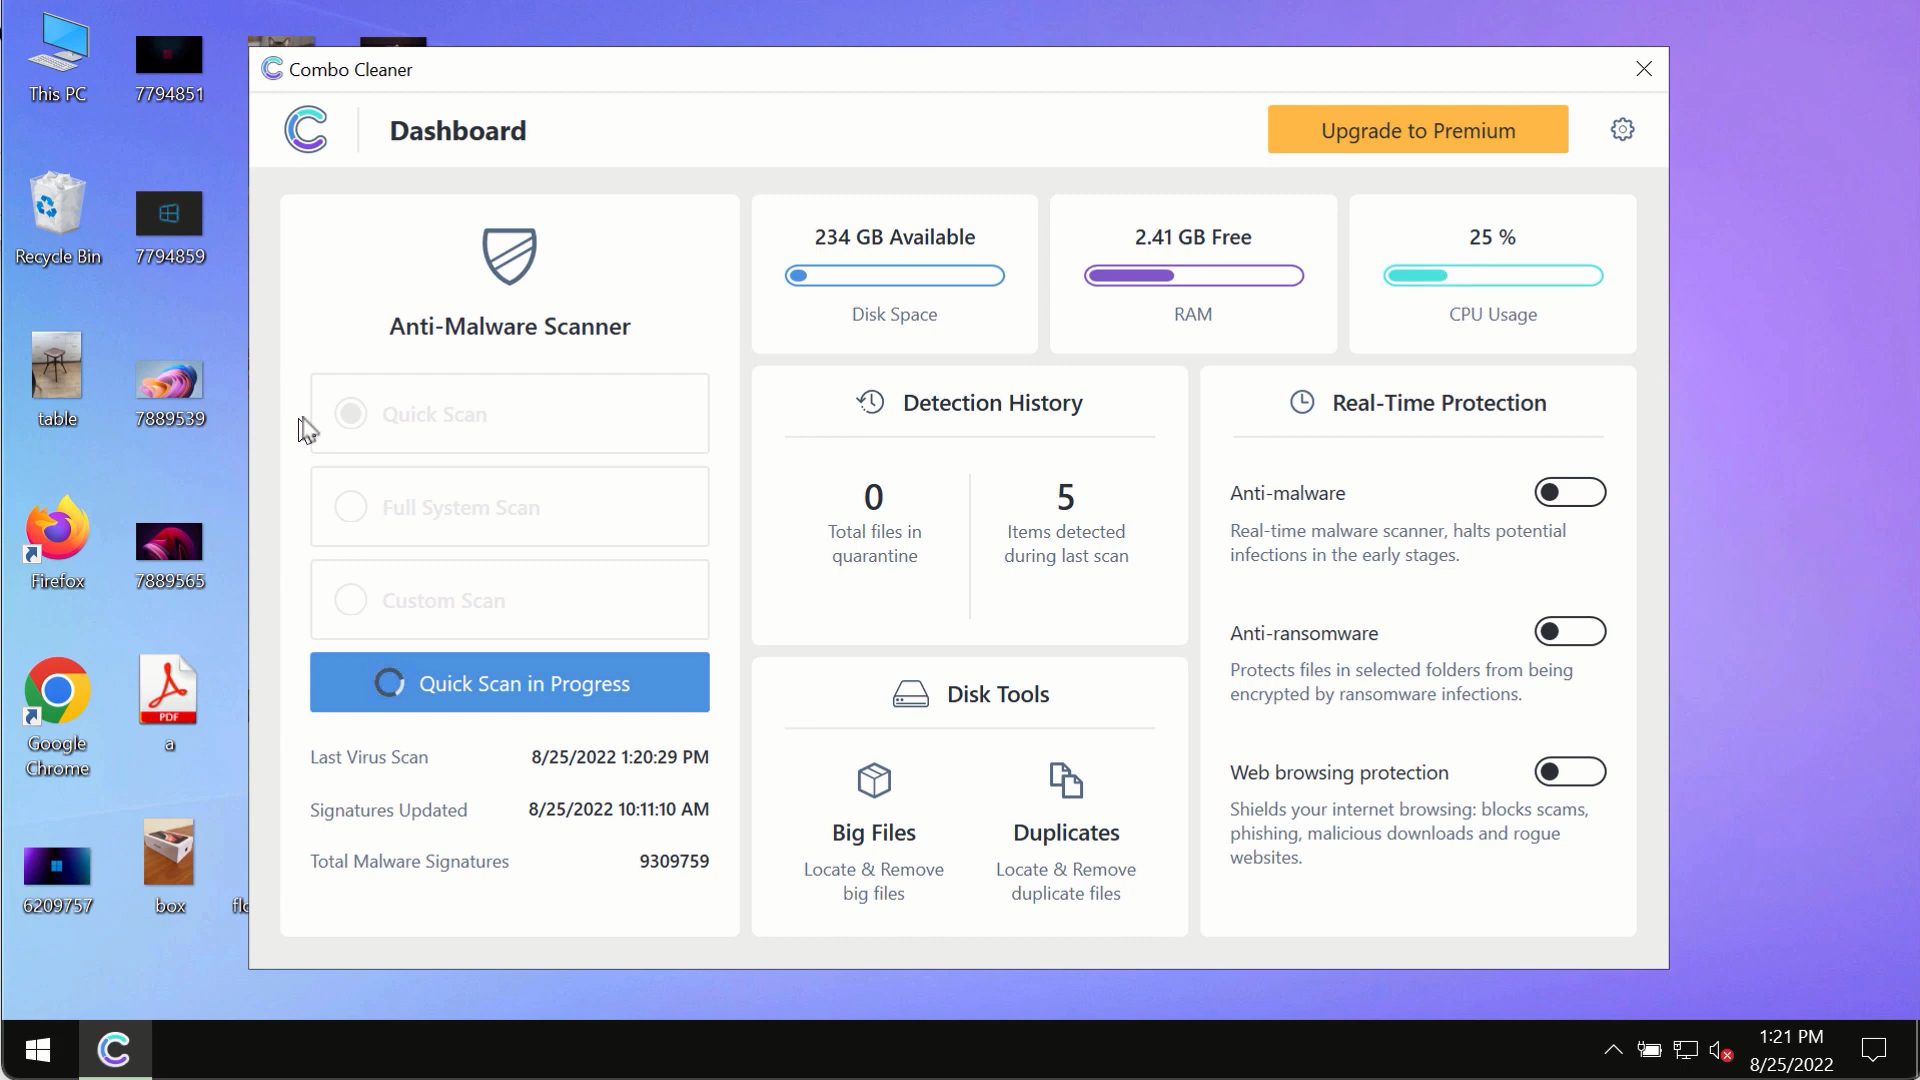 This PC
7794851
Recycle Bin
7794859
table
7889539
Firefox
7889565
Google
Chrome
PDF
a
6209757
box
Combo Cleaner
Dashboard
Upgrade to Premium
Anti-Malware Scanner
Quick Scan
Full System Scan
Custom Scan
Quick Scan in Progress
Last Virus Scan 8/25/2022 1:20:29 PM
Signatures Updated 8/25/2022 10:11:10 AM
Total Malware Signatures 9309759
234 GB Available
Disk Space
2.41 GB Free
RAM
25 %
CPU Usage
Detection History
0
Total files in
quarantine
5
Items detected
during last scan
Disk Tools
Big Files
Locate & Remove
big files
Duplicates
Locate & Remove
duplicate files
Real-Time Protection
Anti-malware
Real-time malware scanner, halts potential
infections in the early stages.
Anti-ransomware
Protects files in selected folders from being
encrypted by ransomware infections.
Web browsing protection
Shields your internet browsing: blocks scams,
phishing, malicious downloads and rogue
websites.
1:21 PM
8/25/2022